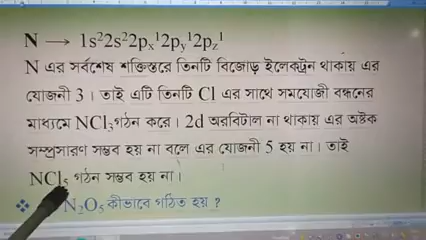 N → 1s²2s²2pₓ¹2pᵧ¹2p_z¹
N এর সর্বশেষ শক্তিস্তরে তিনটি বিজোড় ইলেকট্রন থাকায় এর
যোজনী 3 । তাই এটি তিনটি Cl এর সাথে সমযোজী বন্ধনের
মাধ্যমে NCl₃ গঠন করে। 2d অরবিটাল না থাকায় এর অষ্টক
সম্প্রসারণ সম্ভব হয় না বলে এর যোজনী 5 হয় না। তাই
NCl₅ গঠন সম্ভব হয় না।
❖ N₂O₅ কীভাবে গঠিত হয় ?